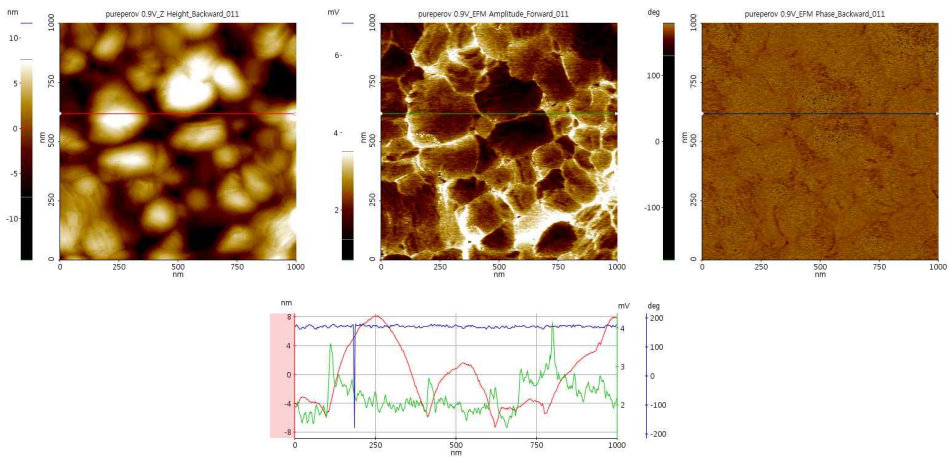 nm
pureperov 0.9V_Z Height_Backward_011
10
5
0
-5
-10
1000
750
500
250
0
nm
0 250 500 750 1000
nm
mV
pureperov 0.9V_EFM Amplitude_Forward_011
6
4
2
1000
750
500
250
0
nm
0 250 500 750 1000
nm
deg
pureperov 0.9V_EFM Phase_Backward_011
100
0
-100
1000
750
500
250
0
nm
0 250 500 750 1000
nm
nm mV deg
8
4
0
-4
-8
4
3
2
200
100
0
-100
-200
0 250 500 750 1000
nm